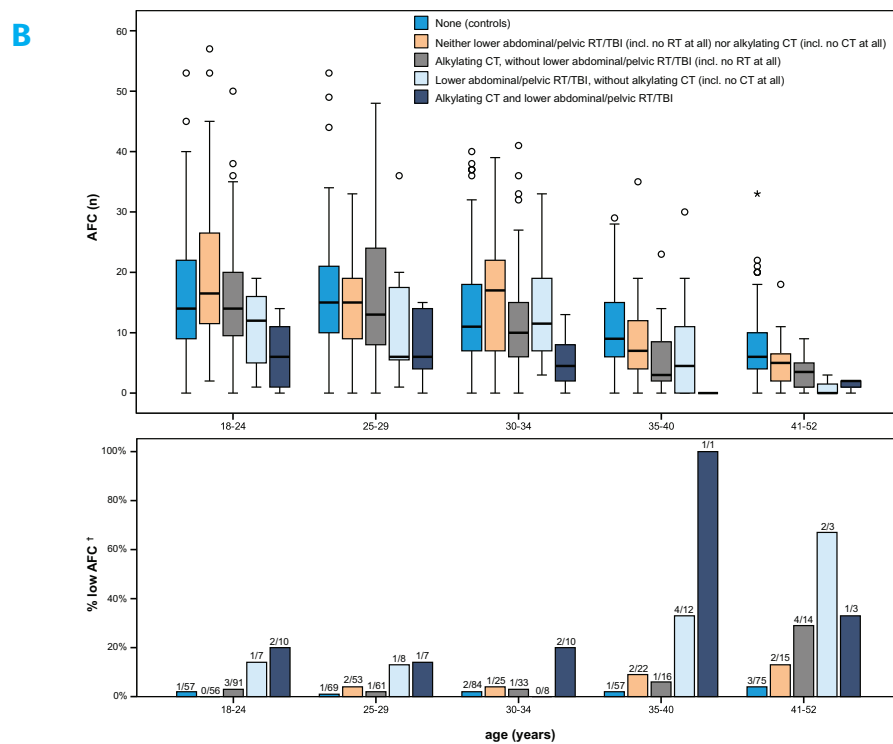 B
None (controls)
Neither lower abdominal/pelvic RT/TBI (incl. no RT at all) nor alkylating CT (incl. no CT at all)
Alkylating CT, without lower abdominal/pelvic RT/TBI (incl. no RT at all)
Lower abdominal/pelvic RT/TBI, without alkylating CT (incl. no CT at all)
Alkylating CT and lower abdominal/pelvic RT/TBI
AFC (n)
60
50
40
30
20
10
0
*
18-24 25-29 30-34 35-40 41-52
% low AFC †
100%
80%
60%
40%
20%
0%
1/57 0/56 3/91 1/7 2/10
1/69 2/53 1/61 1/8 1/7
2/84 1/25 1/33 0/8 2/10
1/57 2/22 1/16 4/12 1/1
3/75 2/15 4/14 2/3 1/3
18-24 25-29 30-34 35-40 41-52
age (years)